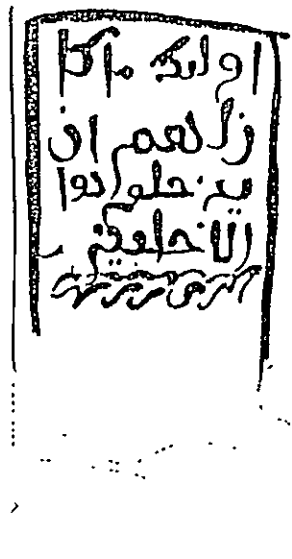 اولىك ما كا
ن لهم ان
يدخلوها
الا خايفين